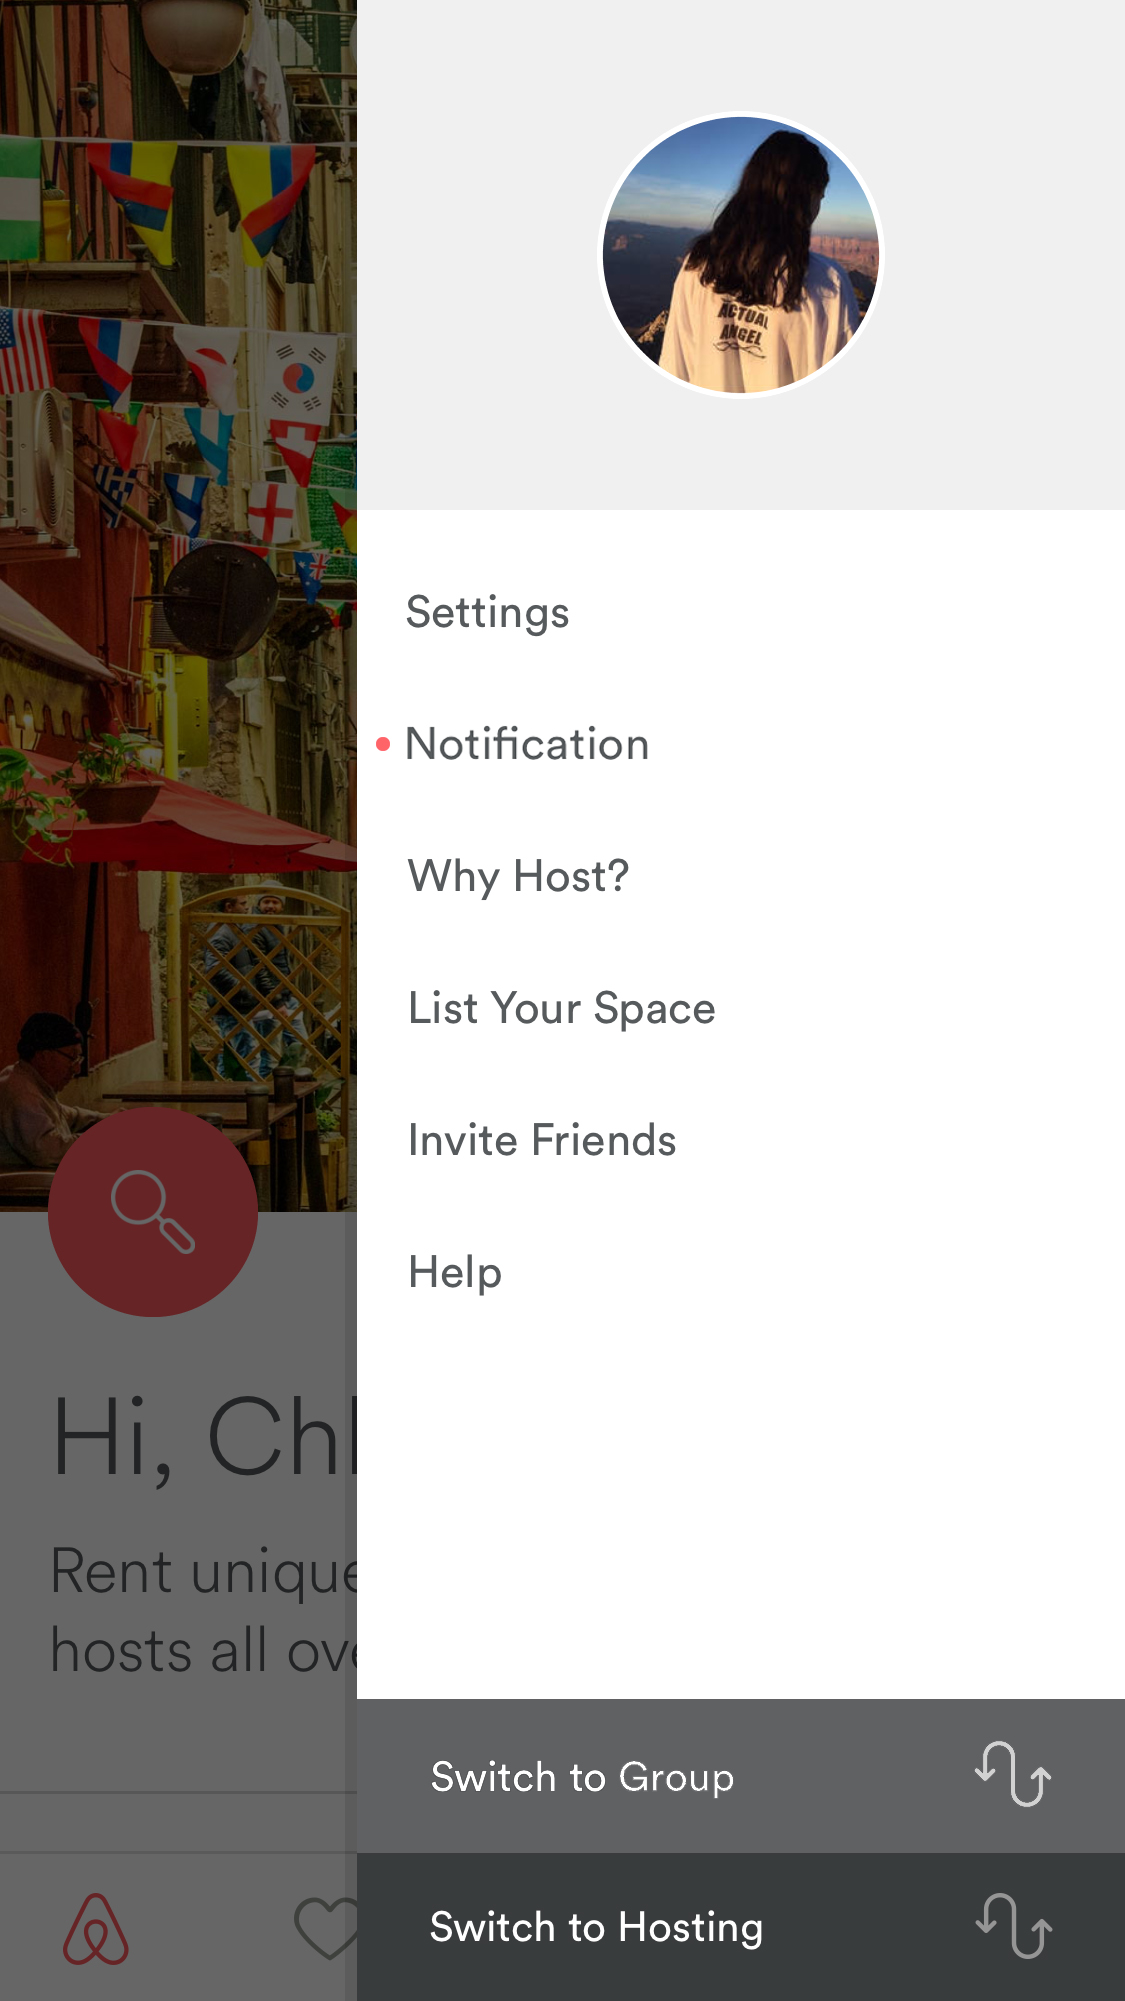 ACTUAL
ANGEL
Settings
Notification
Why Host?
List Your Space
Invite Friends
Help
Hi, Ch
Rent unique
hosts all ov
Switch to Group
Switch to Hosting